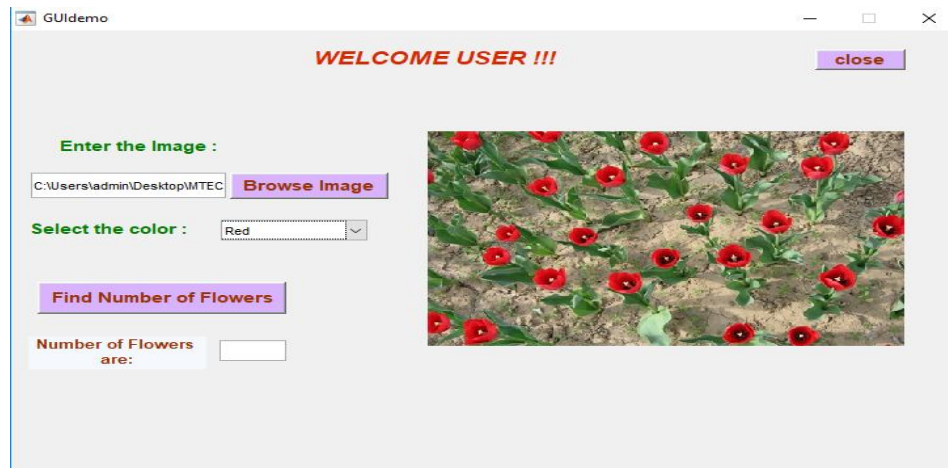 GUIdemo
WELCOME USER !!!
close
Enter the Image :
C:\Users\admin\Desktop\MTEC
Browse Image
Select the color :
Red
Find Number of Flowers
Number of Flowers
are: